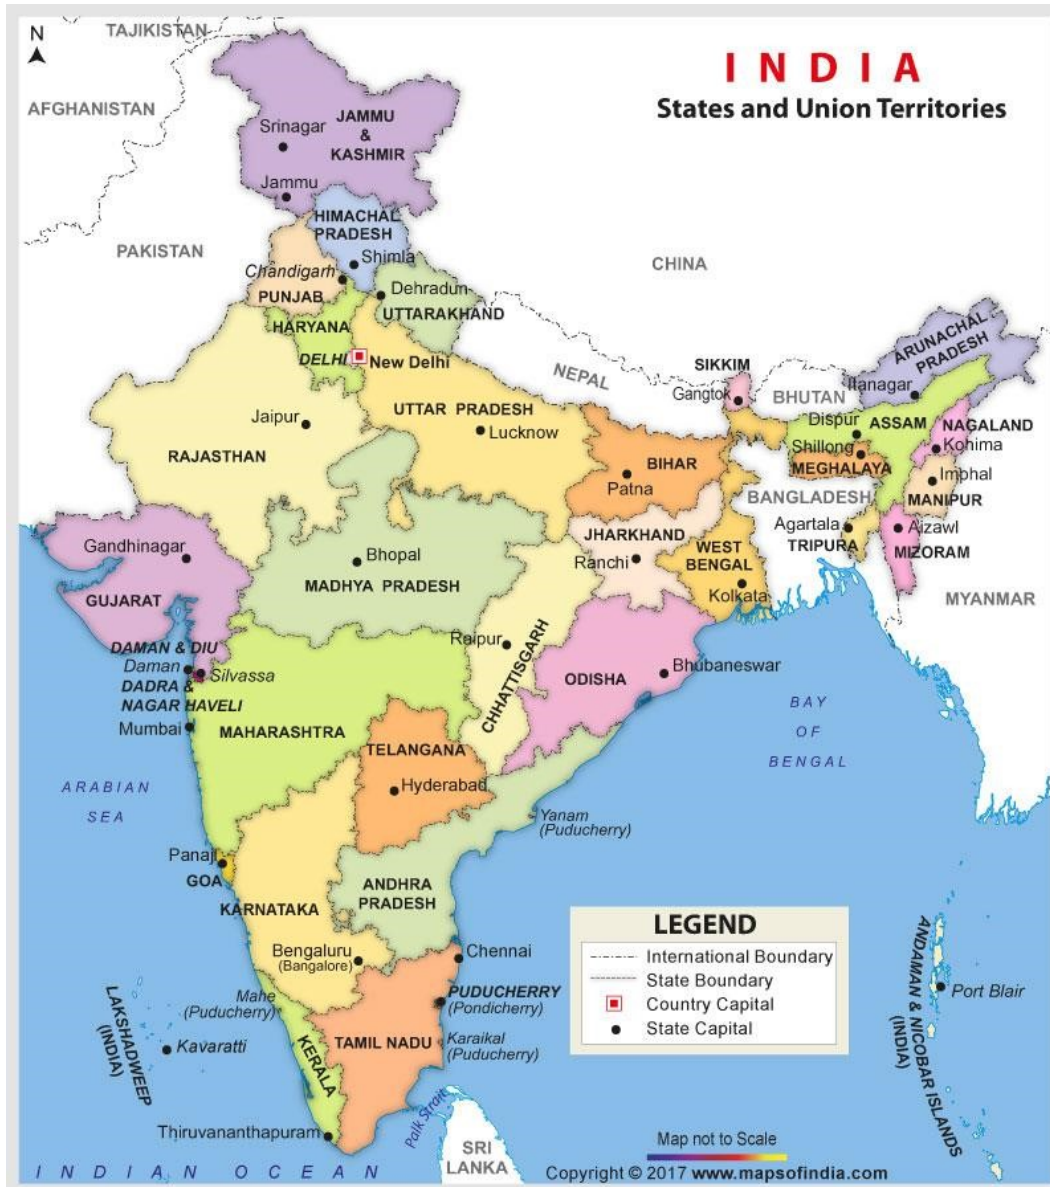 N
TAJIKISTAN
AFGHANISTAN
I N D I A
States and Union Territories
Srinagar
JAMMU
&
KASHMIR
Jammu
HIMACHAL
PRADESH
PAKISTAN
Shimla
CHINA
Chandigarh
PUNJAB
Dehradun
UTTARAKHAND
HARYANA
DELHI
New Delhi
NEPAL
SIKKIM
Gangtok
BHUTAN
ARUNACHAL
PRADESH
Itanagar
Dispur
ASSAM
NAGALAND
Shillong
Kohima
MEGHALAYA
Imphal
MANIPUR
BANGLADESH
Agartala
TRIPURA
Aizawl
MIZORAM
MYANMAR
Jaipur
RAJASTHAN
UTTAR PRADESH
Lucknow
BIHAR
Patna
JHARKHAND
Ranchi
WEST
BENGAL
Kolkata
Gandhinagar
GUJARAT
Bhopal
MADHYA PRADESH
DAMAN & DIU
Daman
Silvassa
DADRA &
NAGAR HAVELI
Mumbai
MAHARASHTRA
Raipur
CHHATTISGARH
ODISHA
Bhubaneswar
BAY
OF
BENGAL
TELANGANA
Hyderabad
ARABIAN
SEA
Yanam
(Puducherry)
Panaji
GOA
KARNATAKA
ANDHRA
PRADESH
Bengaluru
(Bangalore)
Chennai
Mahe
(Puducherry)
PUDUCHERRY
(Pondicherry)
LAKSHADWEEP
(INDIA)
Kavaratti
KERALA
TAMIL NADU
Karaikal
(Puducherry)
Thiruvananthapuram
Palk Strait
SRI
LANKA
I N D I A N O C E A N
LEGEND
International Boundary
State Boundary
Country Capital
State Capital
ANDAMAN & NICOBAR ISLANDS
(INDIA)
Port Blair
Map not to Scale
Copyright © 2017 www.mapsofindia.com